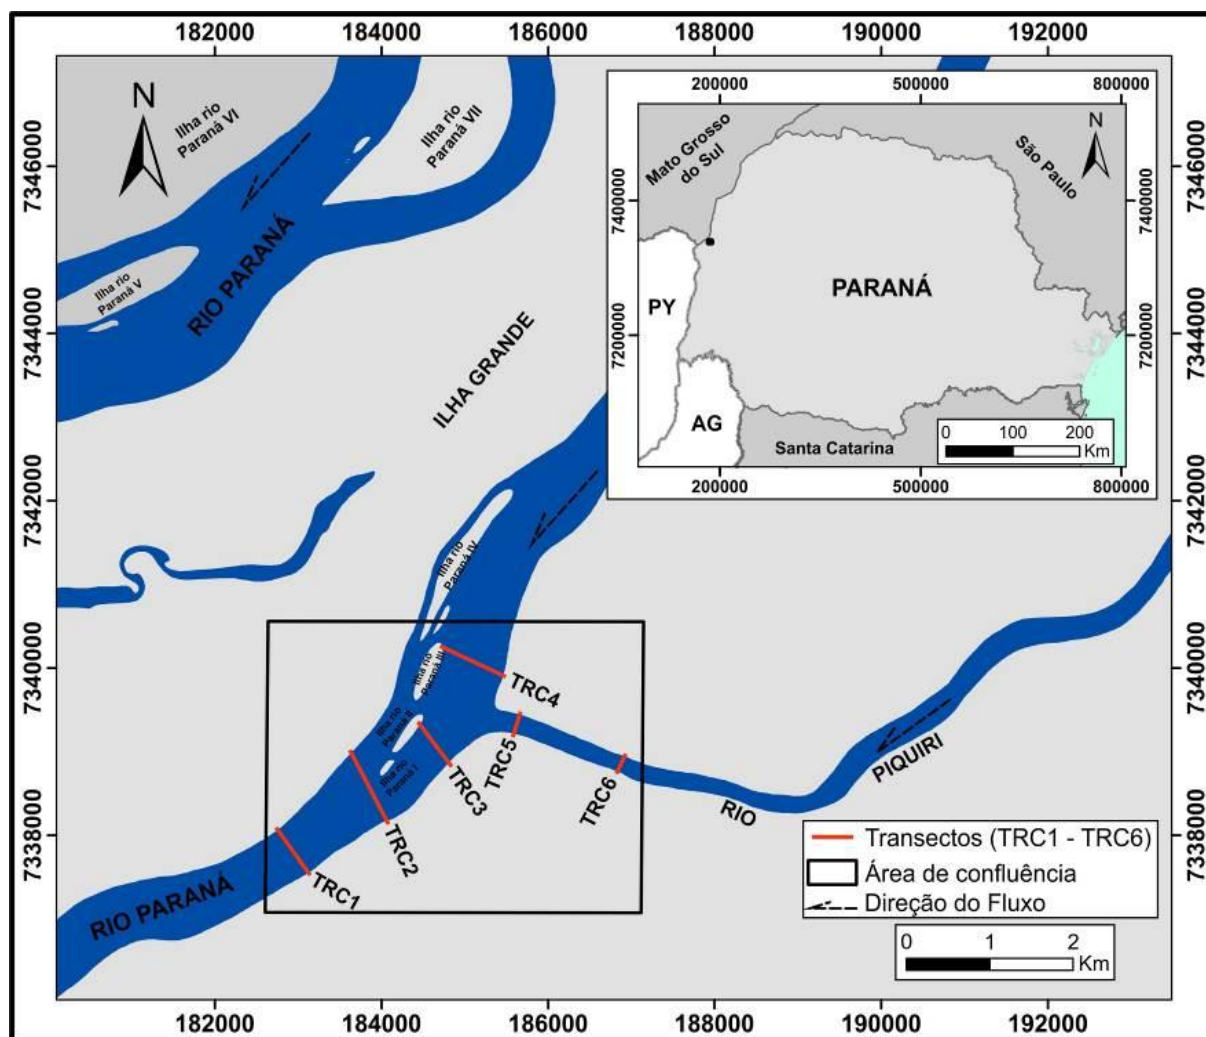 182000 184000 186000 188000 190000 192000
N
Ilha rio
Paraná VI
Ilha rio
Paraná VII
7346000
7346000
Ilha rio
Paraná V
RIO PARANÁ
7344000
7344000
ILHA GRANDE
200000 500000 800000
Mato Grosso
do Sul
São Paulo
N
7400000
7400000
PARANÁ
PY
7200000
7200000
AG
Santa Catarina
0 100 200
Km
200000 500000 800000
7342000
7342000
Ilha rio
Paraná IV
7340000
7340000
Ilha rio
Paraná III
TRC4
Ilha rio
Paraná II
Ilha rio
Paraná I
TRC5
TRC3
TRC6
TRC2
TRC1
RIO
PIQUIRI
7338000
7338000
RIO PARANÁ
Transectos (TRC1 - TRC6)
Área de confluência
Direção do Fluxo
0 1 2
Km
182000 184000 186000 188000 190000 192000